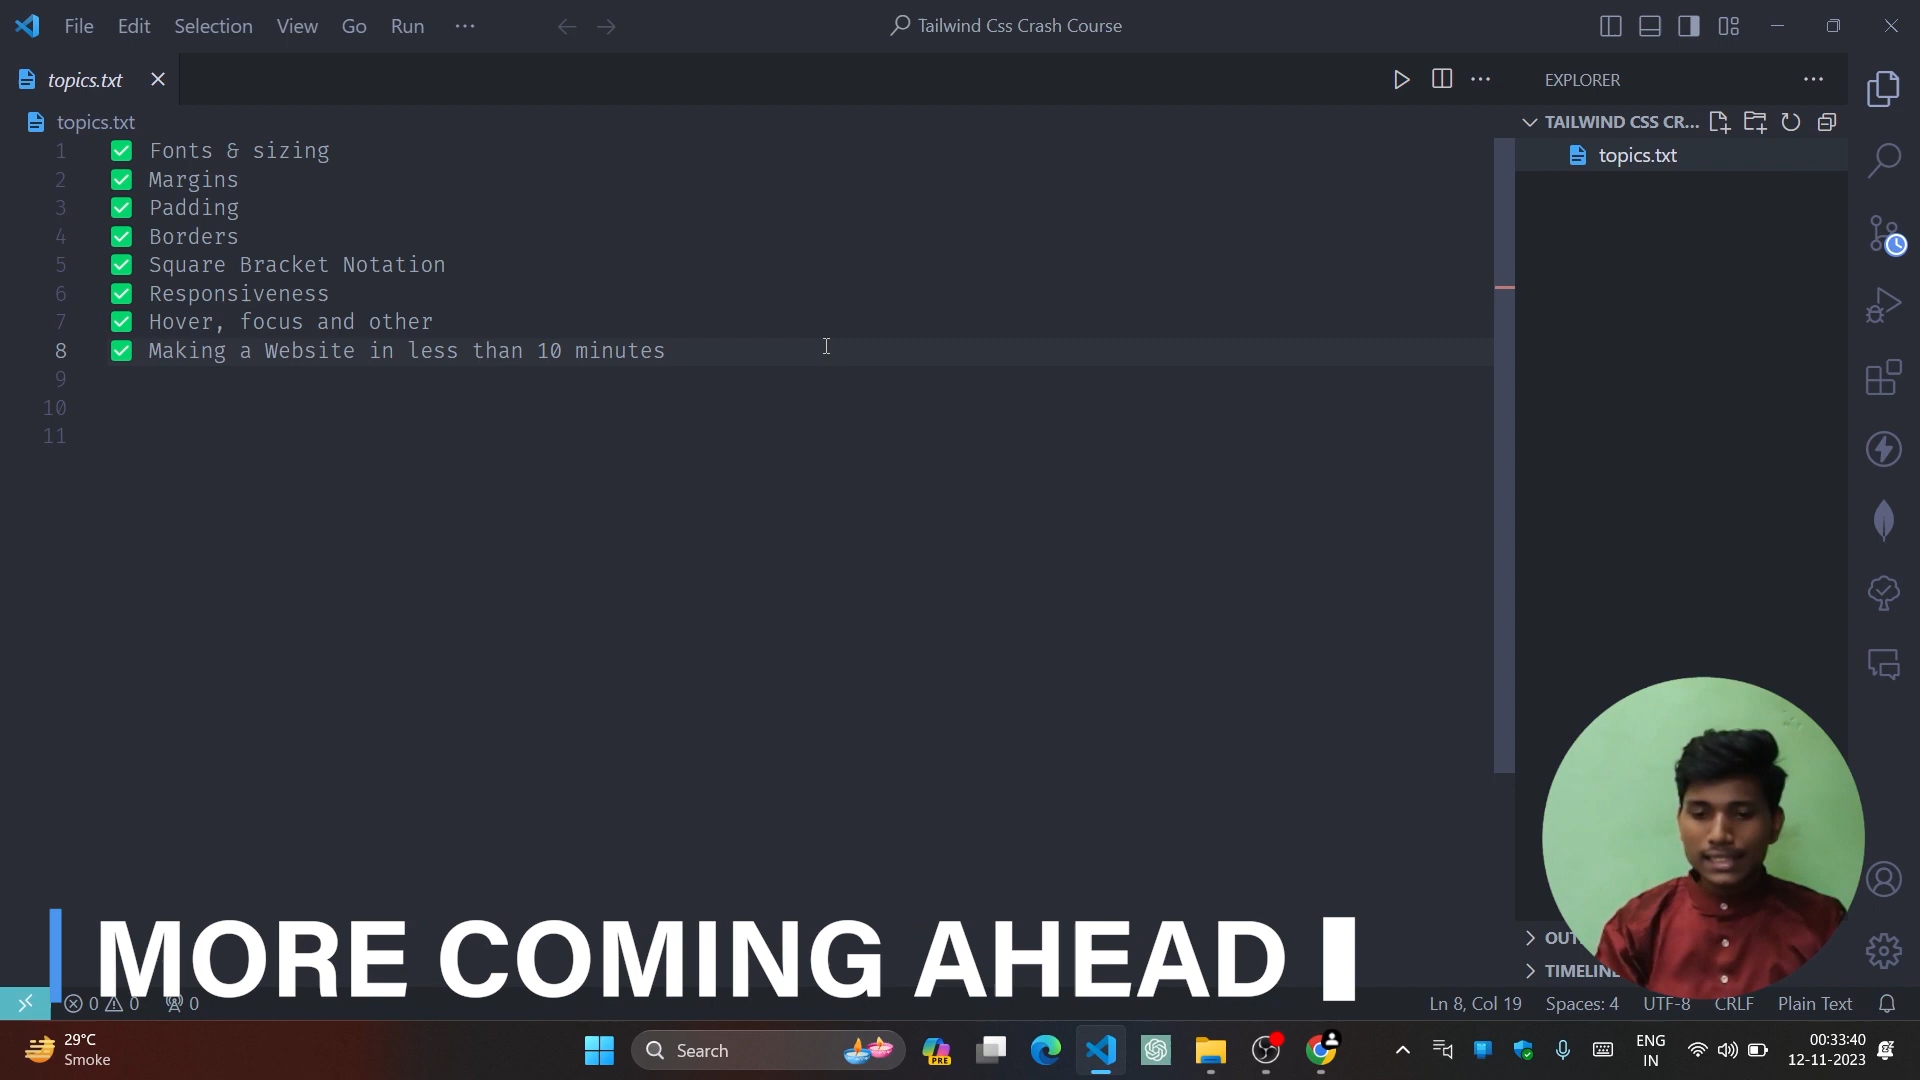 File Edit Selection View Go Run ···
Tailwind Css Crash Course
topics.txt
EXPLORER
topics.txt
TAILWIND CSS CR...
topics.txt
1 ✅ Fonts & sizing
2 ✅ Margins
3 ✅ Padding
4 ✅ Borders
5 ✅ Square Bracket Notation
6 ✅ Responsiveness
7 ✅ Hover, focus and other
8 ✅ Making a Website in less than 10 minutes
9
10
11
MORE COMING AHEAD
TIMELINE
0 0 0
Ln 8, Col 19 Spaces: 4 UTF-8 CRLF Plain Text
29°C
Smoke
Search
PRE
ENG
IN
00:33:40
12-11-2023